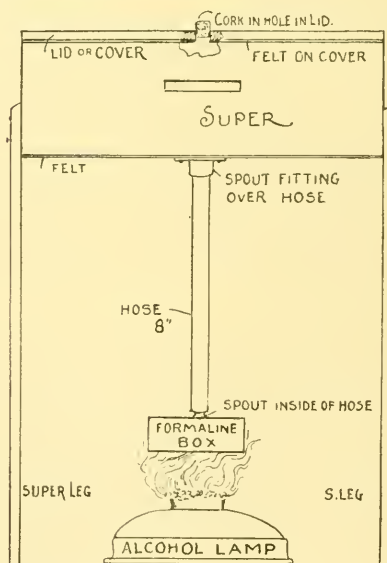 CORK IN HOLE IN LID.
LID OR COVER
FELT ON COVER
SUPER
FELT
SPOUT FITTING
OVER HOSE
HOSE
8"
SPOUT INSIDE OF HOSE
FORMALINE
BOX
SUPER LEG
S. LEG
ALCOHOL LAMP